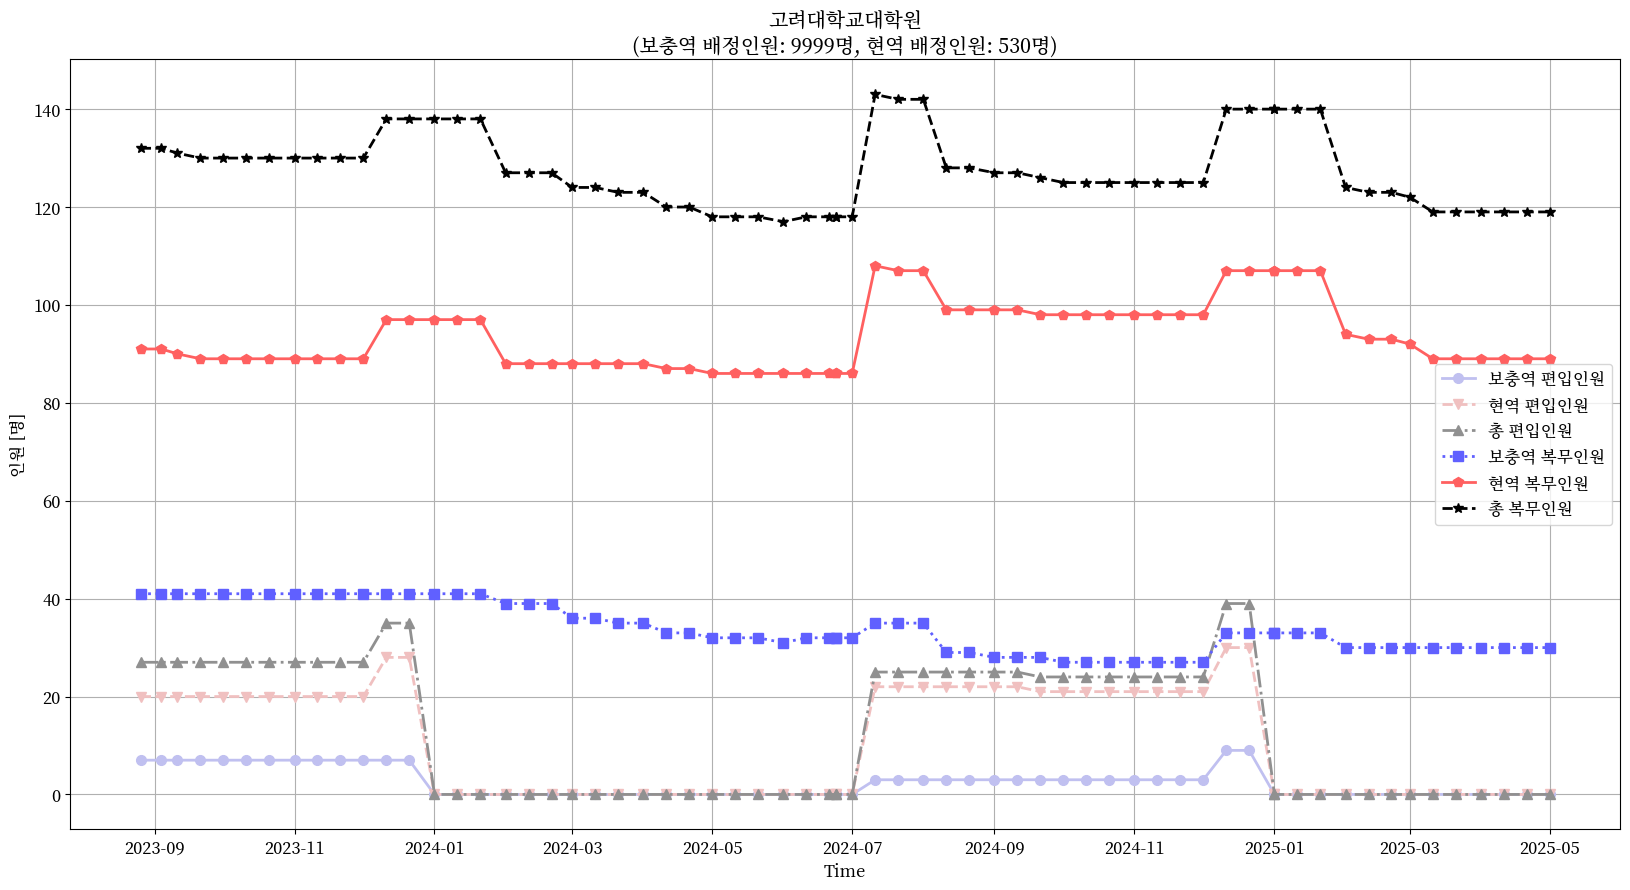 고려대학교대학원
(보충역 배정인원: 9999명, 현역 배정인원: 530명)
인원 [명]
140
120
100
80
60
40
20
0
보충역 편입인원
현역 편입인원
총 편입인원
보충역 복무인원
현역 복무인원
총 복무인원
2023-09
2023-11
2024-01
2024-03
2024-05
2024-07
2024-09
2024-11
2025-01
2025-03
2025-05
Time